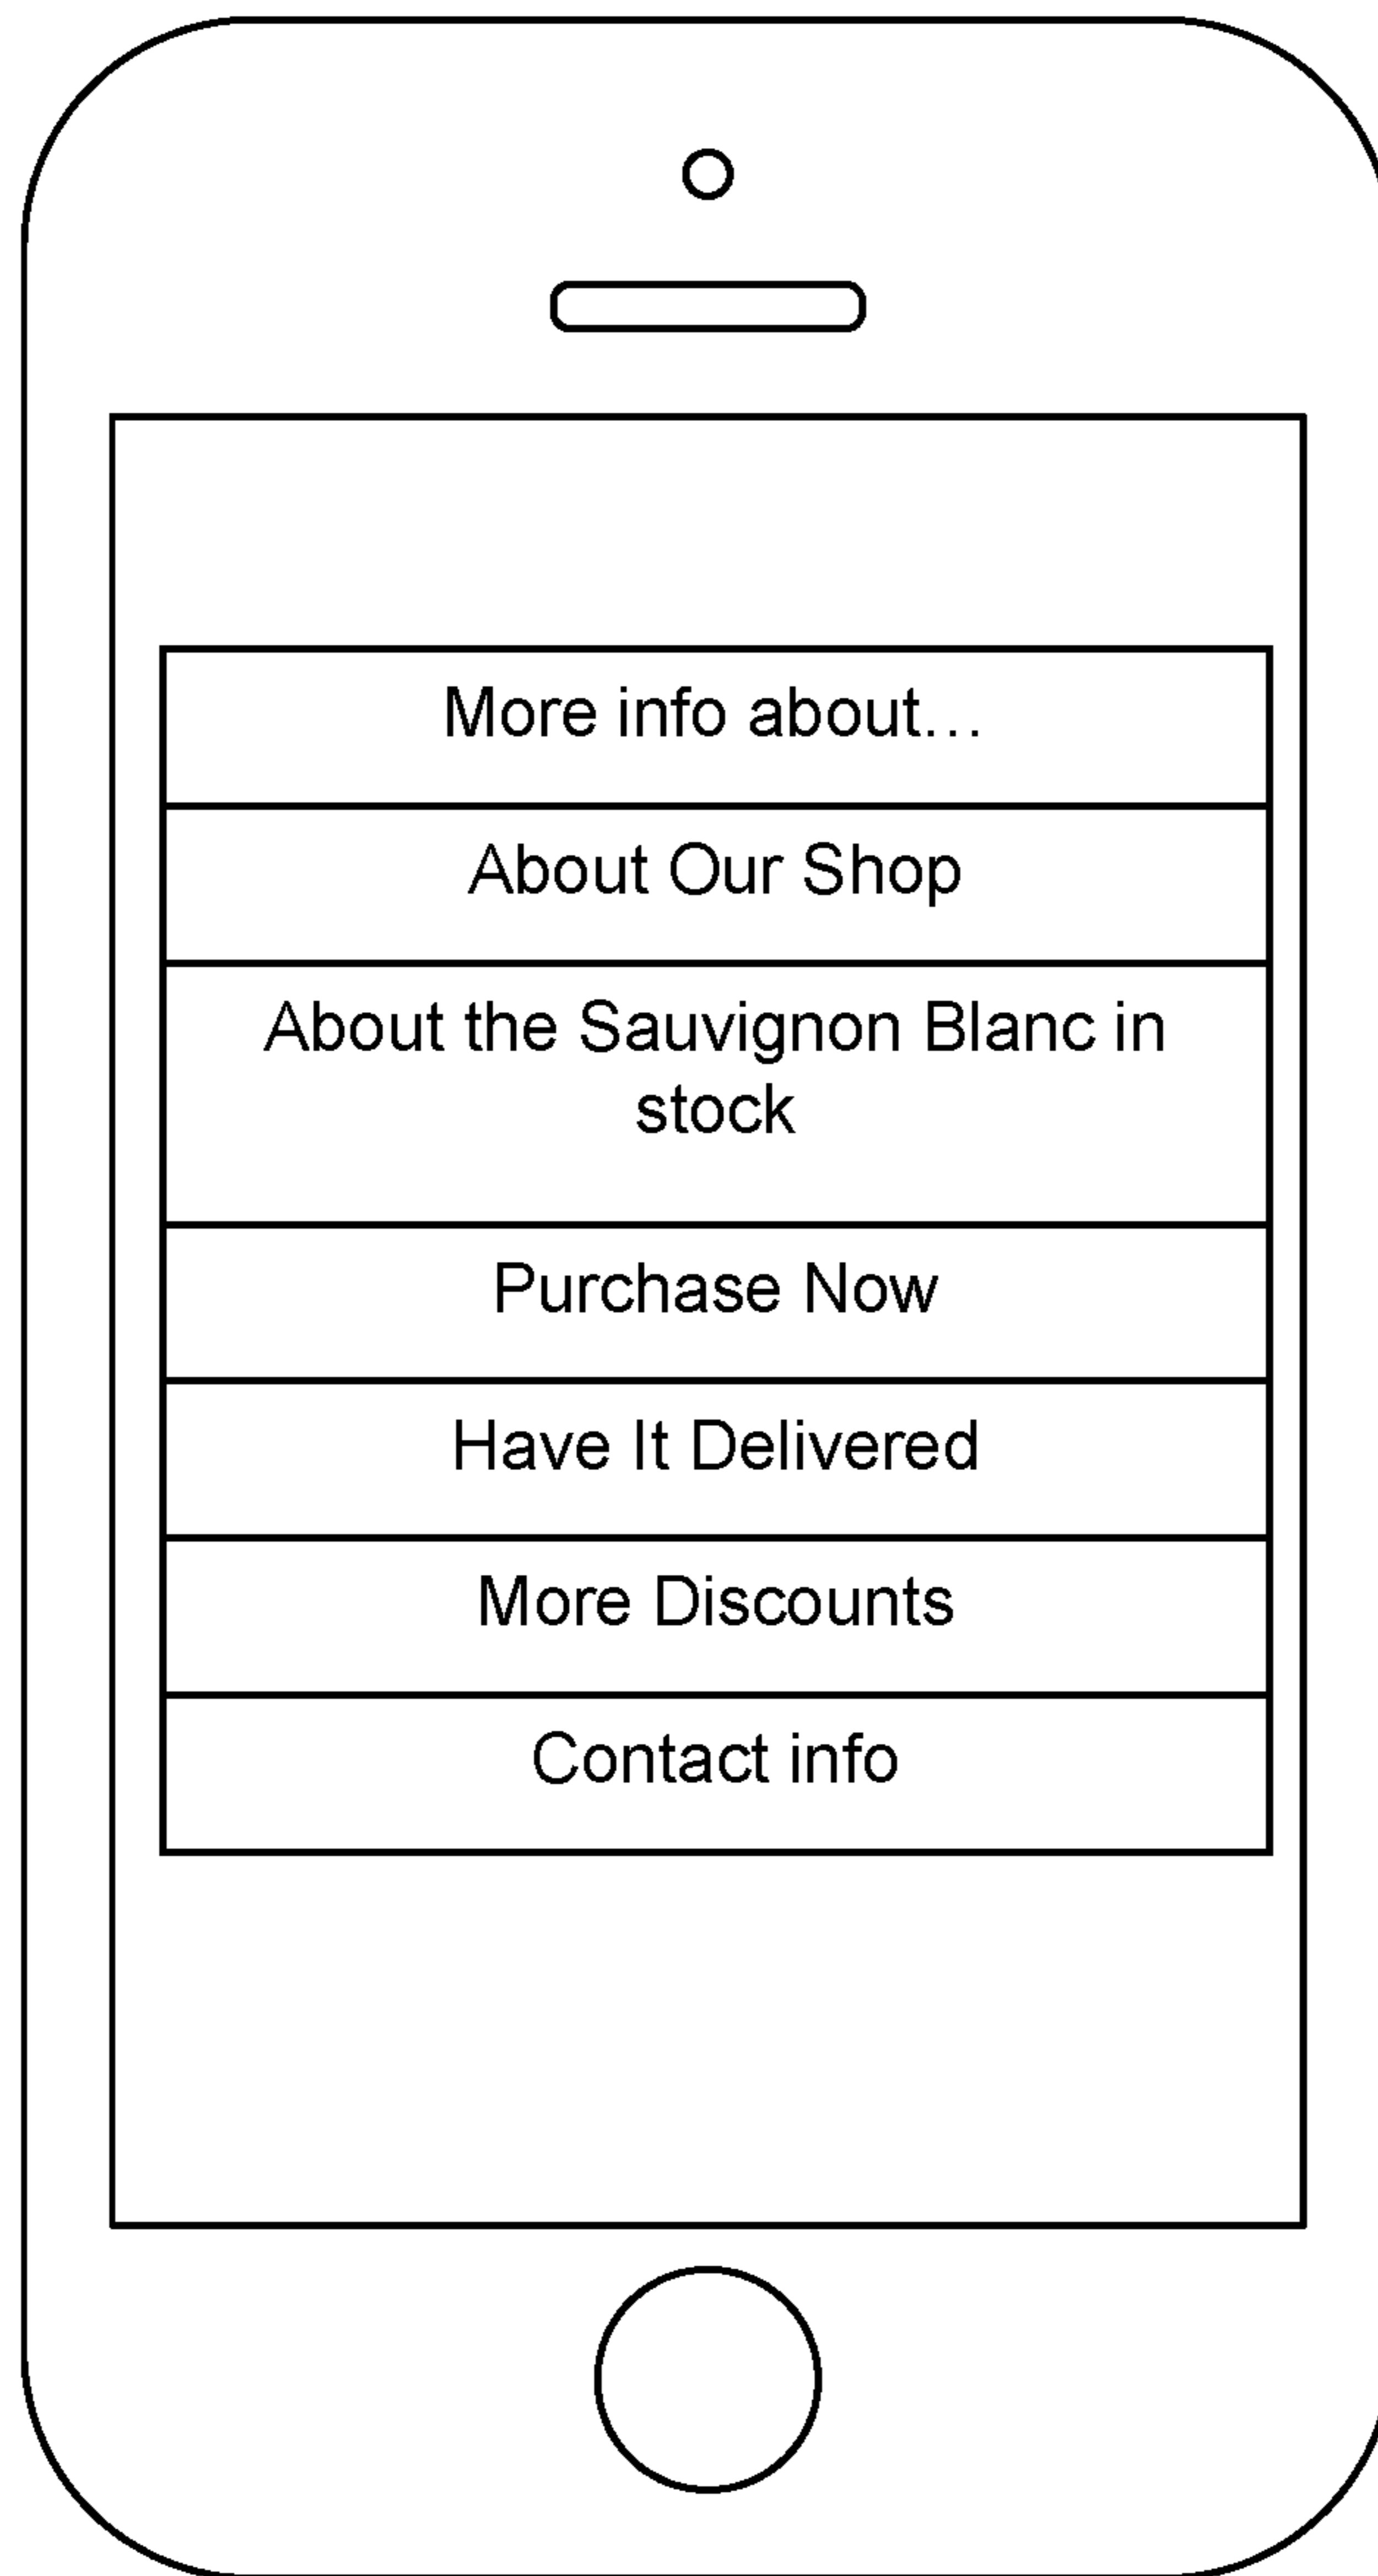 More info about…
About Our Shop
About the Sauvignon Blanc in
stock
Purchase Now
Have It Delivered
More Discounts
Contact info